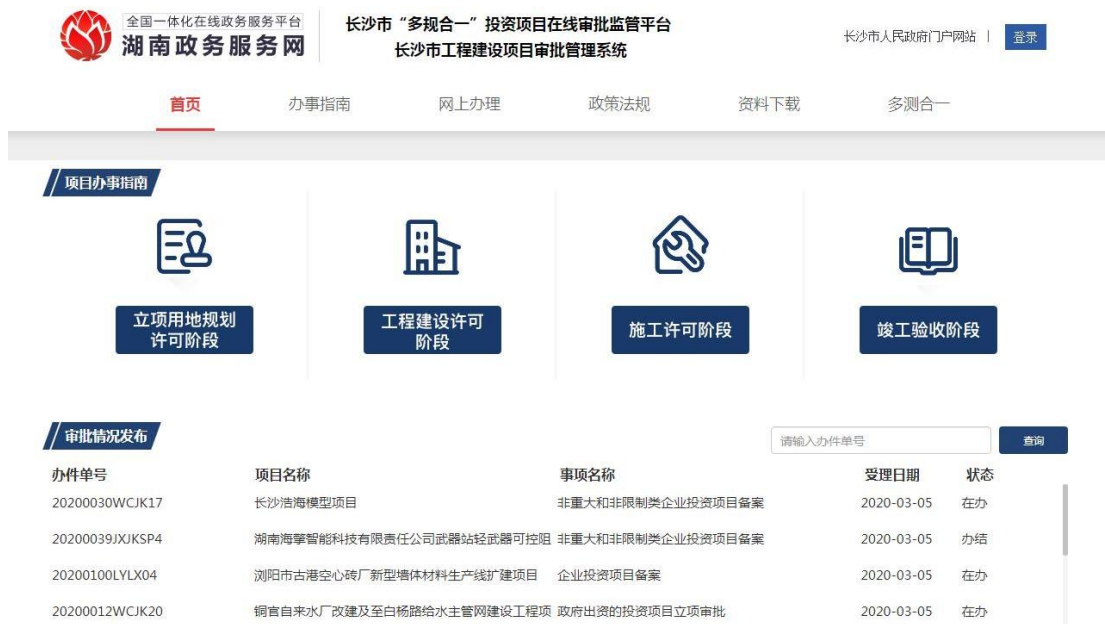 全国一体化在线政务服务平台
湖南政务服务网
长沙市“多规合一”投资项目在线审批监管平台
长沙市工程建设项目审批管理系统
长沙市人民政府门户网站 | 登录
首页 办事指南 网上办理 政策法规 资料下载 多测合一
项目办事指南
立项用地规划
许可阶段
工程建设许可
阶段
施工许可阶段
竣工验收阶段
审批情况发布
请输入办件单号 查询
办件单号 项目名称 事项名称 受理日期 状态
20200030WCJK17 长沙浩海模型项目 非重大和非限制类企业投资项目备案 2020-03-05 在办
20200039JXJKSP4 湖南海擎智能科技有限责任公司武器站轻武器可控阻 非重大和非限制类企业投资项目备案 2020-03-05 办结
20200100LYLX04 浏阳市古港空心砖厂新型墙体材料生产线扩建项目 企业投资项目备案 2020-03-05 在办
20200012WCJK20 铜官自来水厂改建及至白杨路给水主管网建设工程项 政府出资的投资项目立项审批 2020-03-05 在办